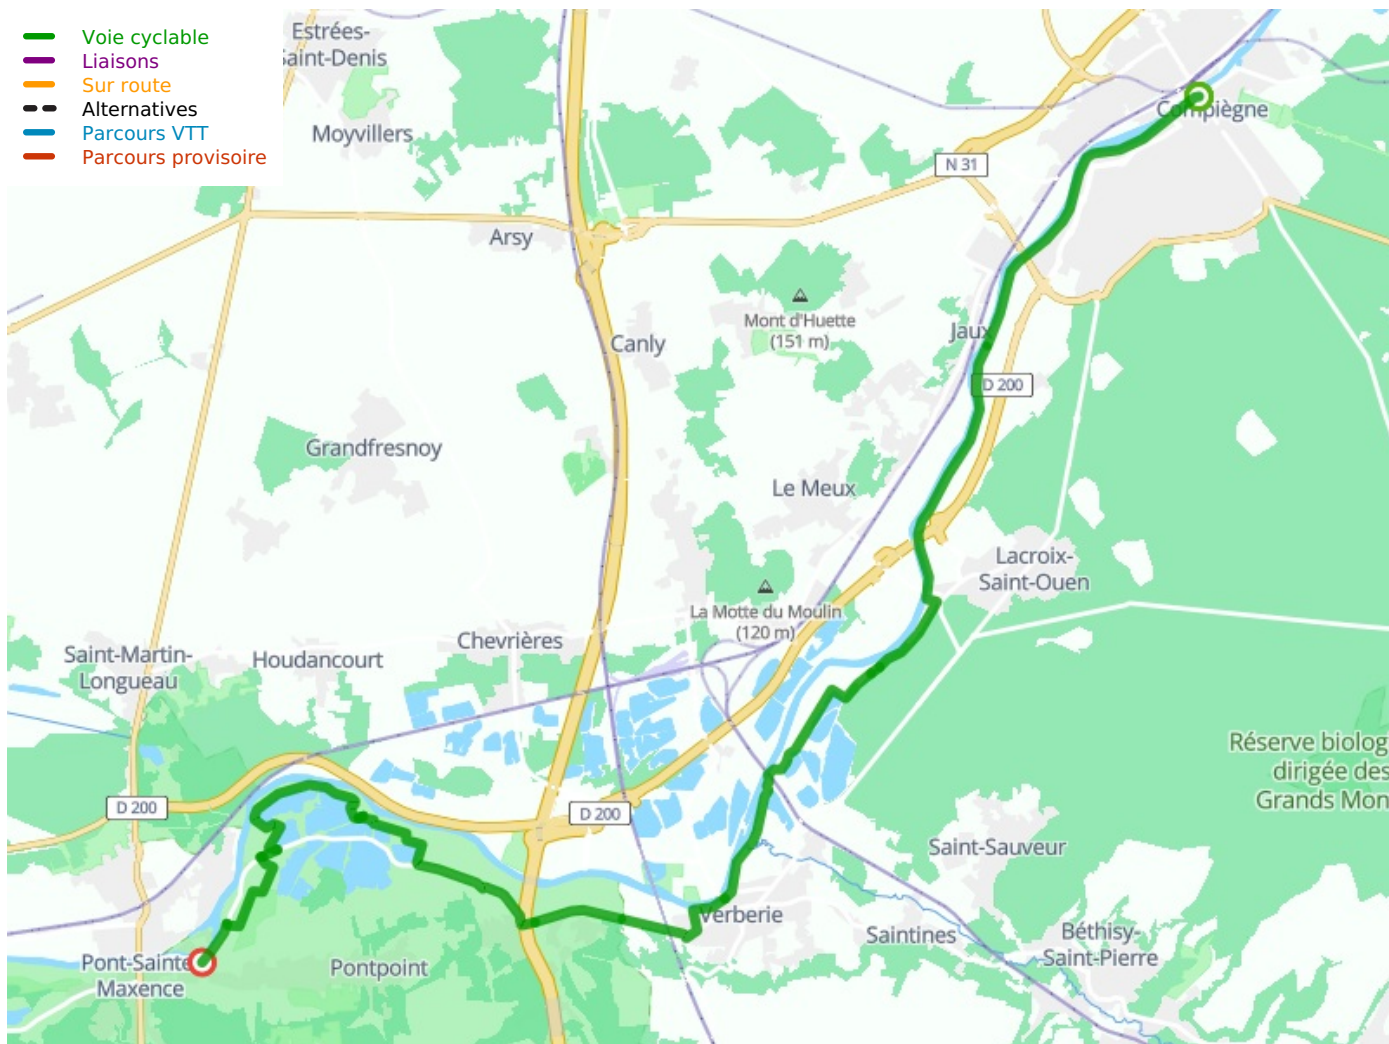 Voie cyclable
Liaisons
Sur route
Alternatives
Parcours VTT
Parcours provisoire
Estrées-
Saint-Denis
Moyvillers
Compiègne
N 31
Arsy
Mont d'Huette
(151 m)
Canly
Jaux
D 200
Grandfresnoy
Le Meux
Lacroix-
Saint-Ouen
La Motte du Moulin
(120 m)
Chevrières
Saint-Martin-
Longueau
Houdancourt
Réserve biolog
dirigée des
Grands Mon
D 200
D 200
Saint-Sauveur
Verberie
Saintines
Béthisy-
Saint-Pierre
Pont-Sainte
Maxence
Pontpoint